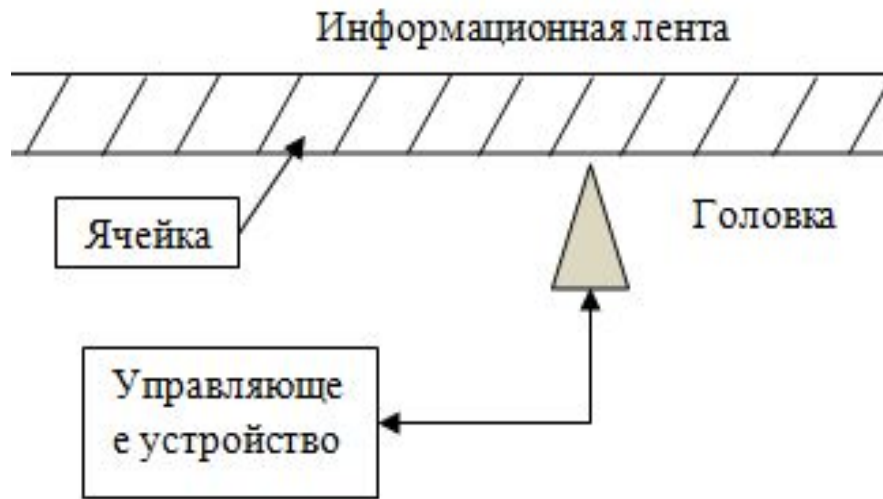 Информационная лента
Ячейка
Головка
Управляюще
е устройство